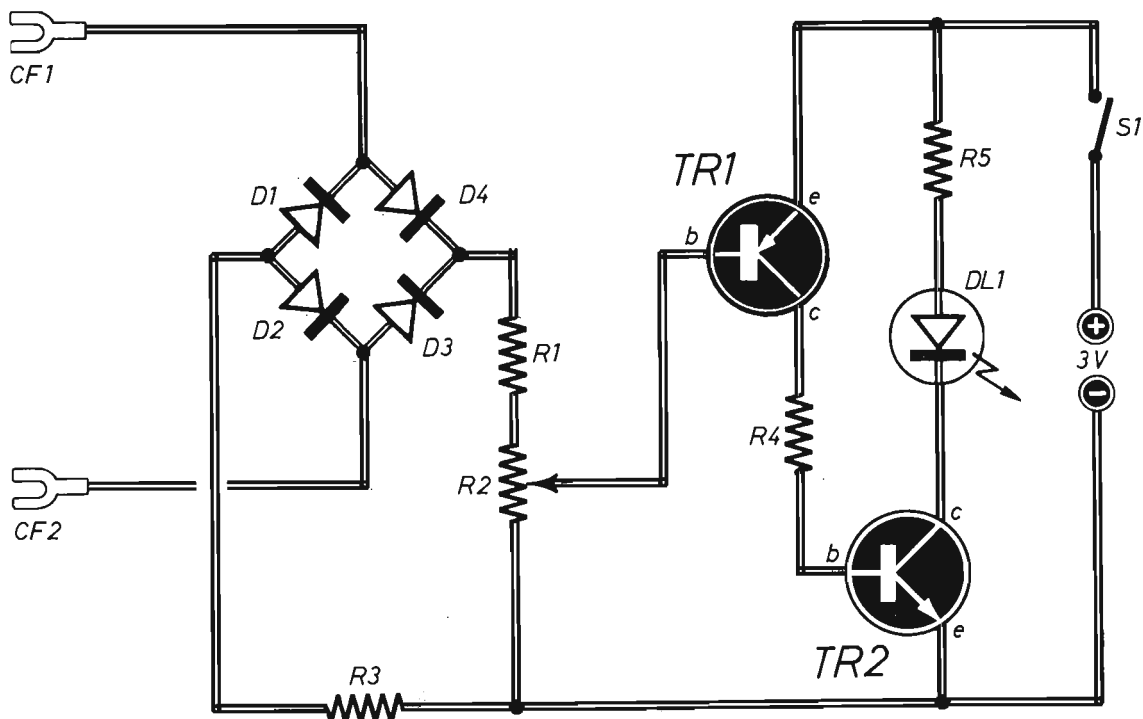 CF1
S1
D1
D4
TR1
R5
e
b
DL1
c
D2
D3
R1
+
3V
-
R4
R2
CF2
c
b
e
TR2
R3